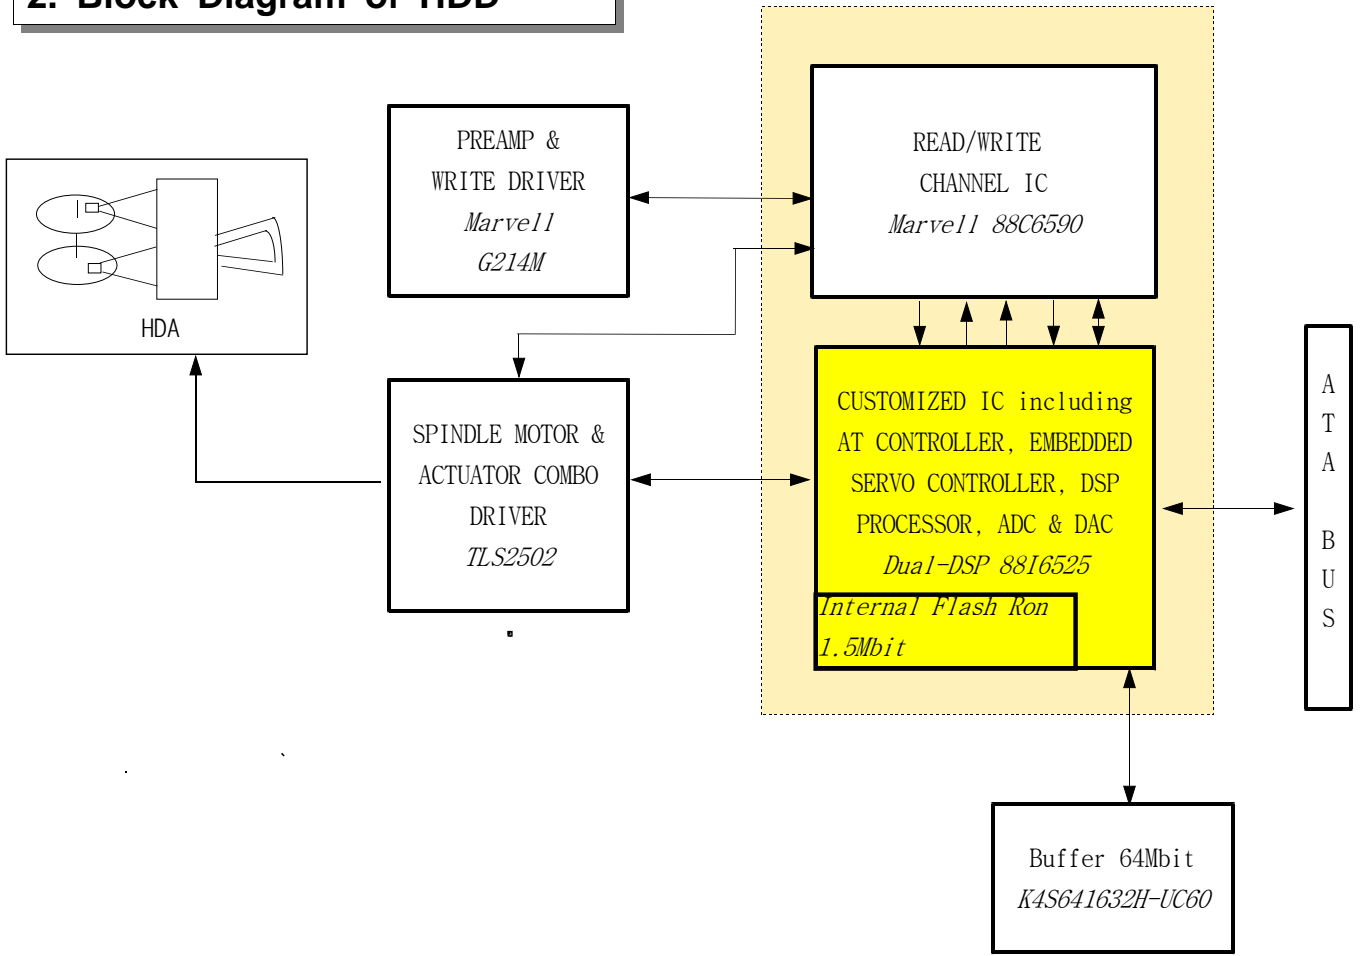 2. Block Diagram of HDD
PREAMP &
WRITE DRIVER
Marvell
G214M
READ/WRITE
CHANNEL IC
Marvell 88C6590
HDA
SPINDLE MOTOR &
ACTUATOR COMBO
DRIVER
TLS2502
CUSTOMIZED IC including
AT CONTROLLER, EMBEDDED
SERVO CONTROLLER, DSP
PROCESSOR, ADC & DAC
Dual-DSP 88I6525
Internal Flash Ron
1.5Mbit
A
T
A
B
U
S
Buffer 64Mbit
K4S641632H-UC60